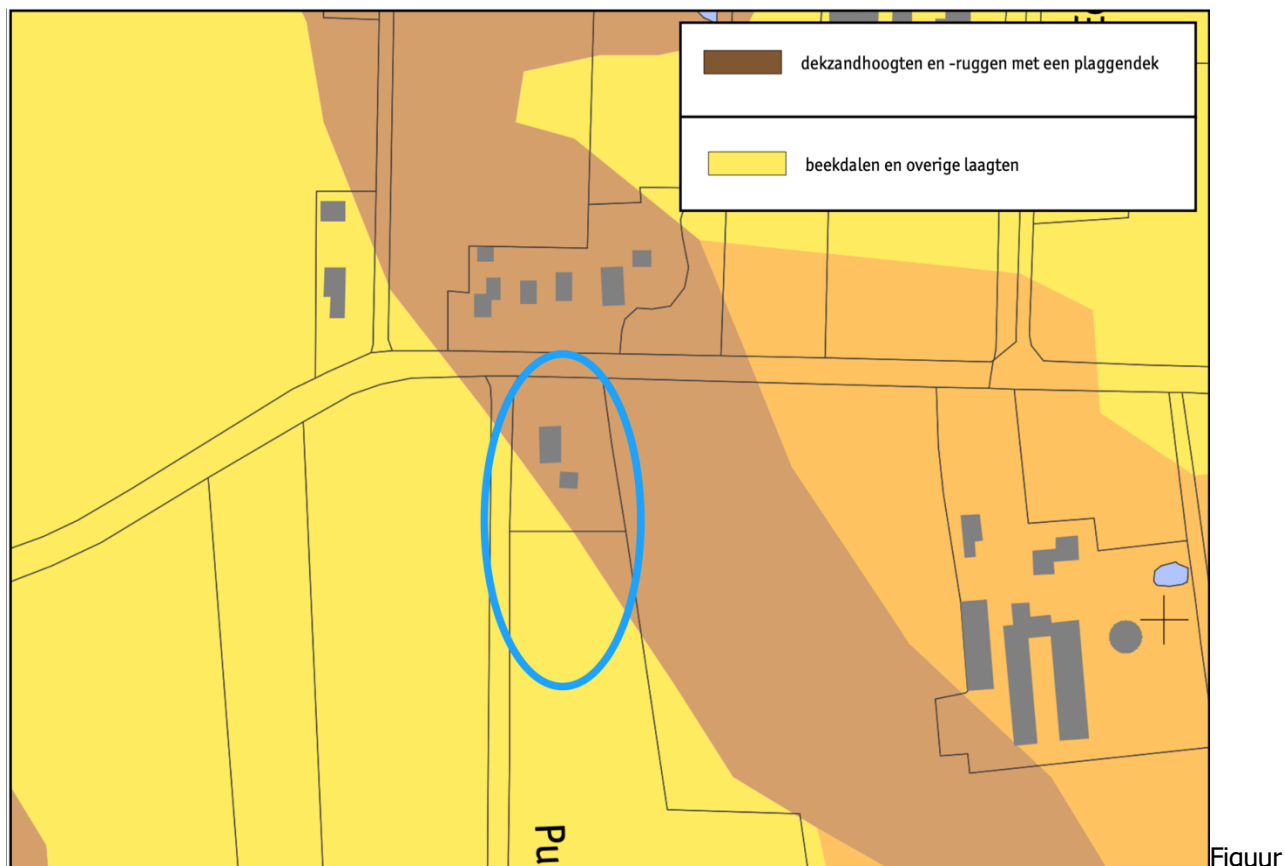 dekzandhoogten en -ruggen met een plaggendek
beekdalen en overige laagten
Pu
Figuur